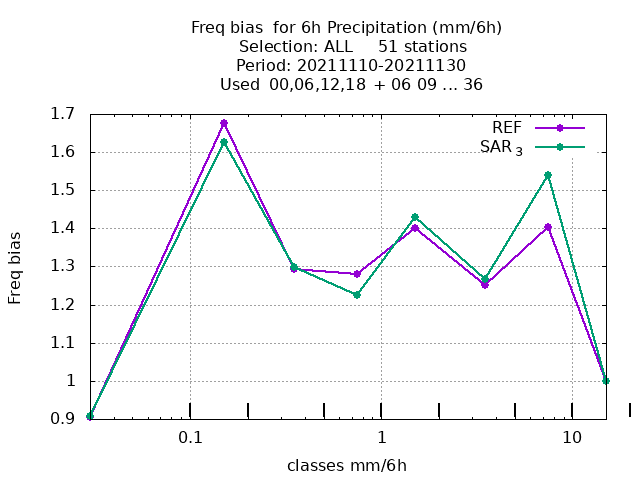 Freq bias  for 6h Precipitation (mm/6h)
Selection: ALL     51 stations
Period: 20211110-20211130
Used 00,06,12,18 + 06 09 ... 36
REF
SAR 3
1.7
1.6
1.5
1.4
1.3
1.2
1.1
1
0.9
Freq bias
0.1 1 10
classes mm/6h